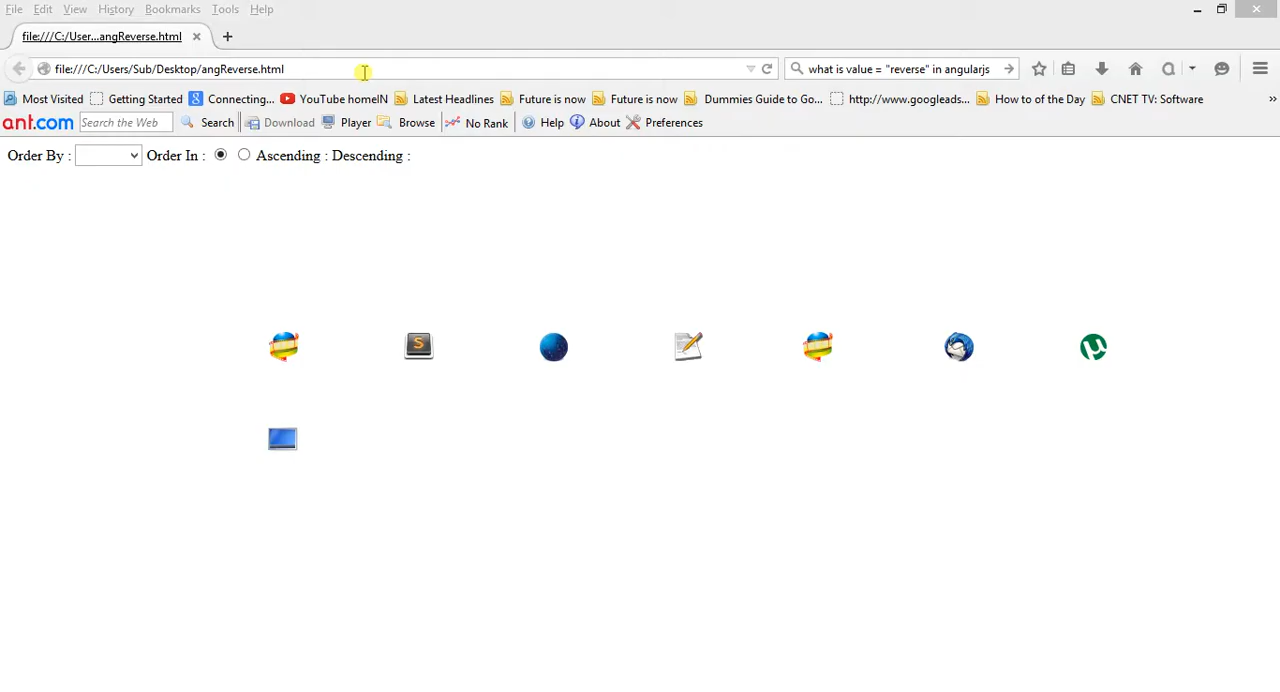 File Edit View History Bookmarks Tools Help
file:///C:/User...angReverse.html
file:///C:/Users/Sub/Desktop/angReverse.html what is value = "reverse" in angularjs
Most Visited Getting Started Connecting... YouTube homeIN Latest Headlines Future is now Future is now Dummies Guide to Go... http://www.googleads... How to of the Day CNET TV: Software
ant.com Search the Web Search Download Player Browse No Rank Help About Preferences
Order By : Order In : Ascending : Descending :